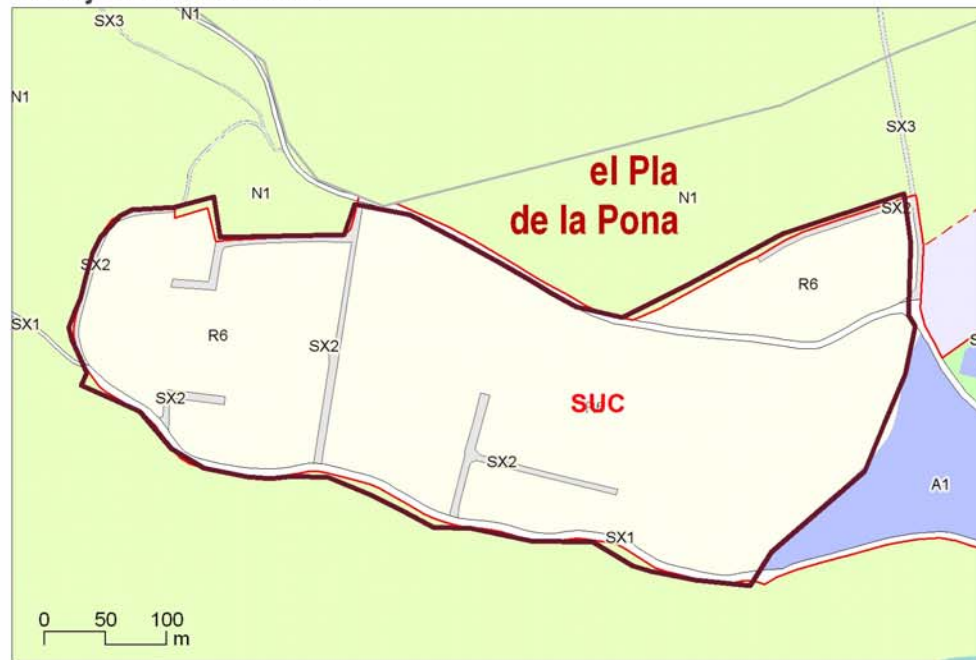 N1
SX3
N1
SX3
el Pla
de la Pona
N1
N1
SX2
SX2
R6
SX1
R6
SX2
SX2
SUC
SX2
A1
SX1
0 50 100
m